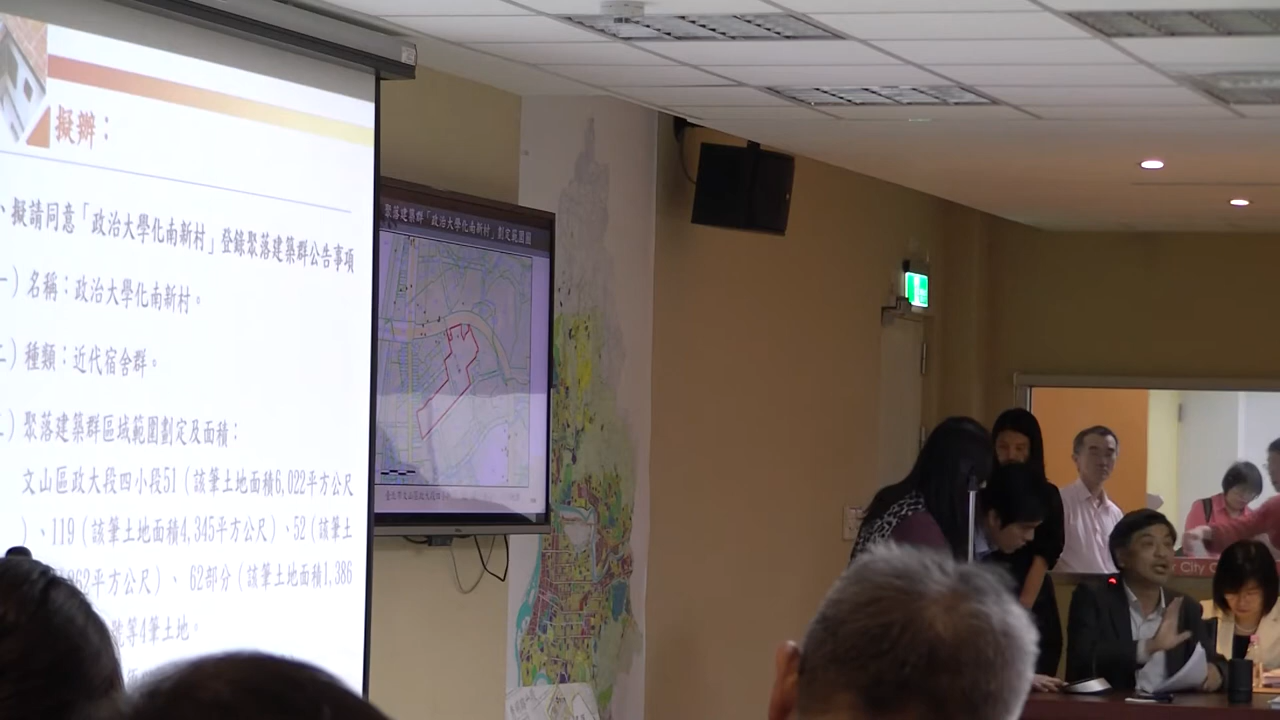 擬辦：
、擬請同意「政治大學化南新村」登錄聚落建築群公告事項
一）名稱：政治大學化南新村。
二）種類：近代宿舍群。
）聚落建築群區域範圍劃定及面積：
文山區政大段四小段51（該筆土地面積6,022平方公尺
）、119（該筆土地面積4,345平方公尺）、52（該筆土
62平方公尺）、62部分（該筆土地面積1,386
號等4筆土地。
聚落建築群「政治大學化南新村」劃定範圍圖
City